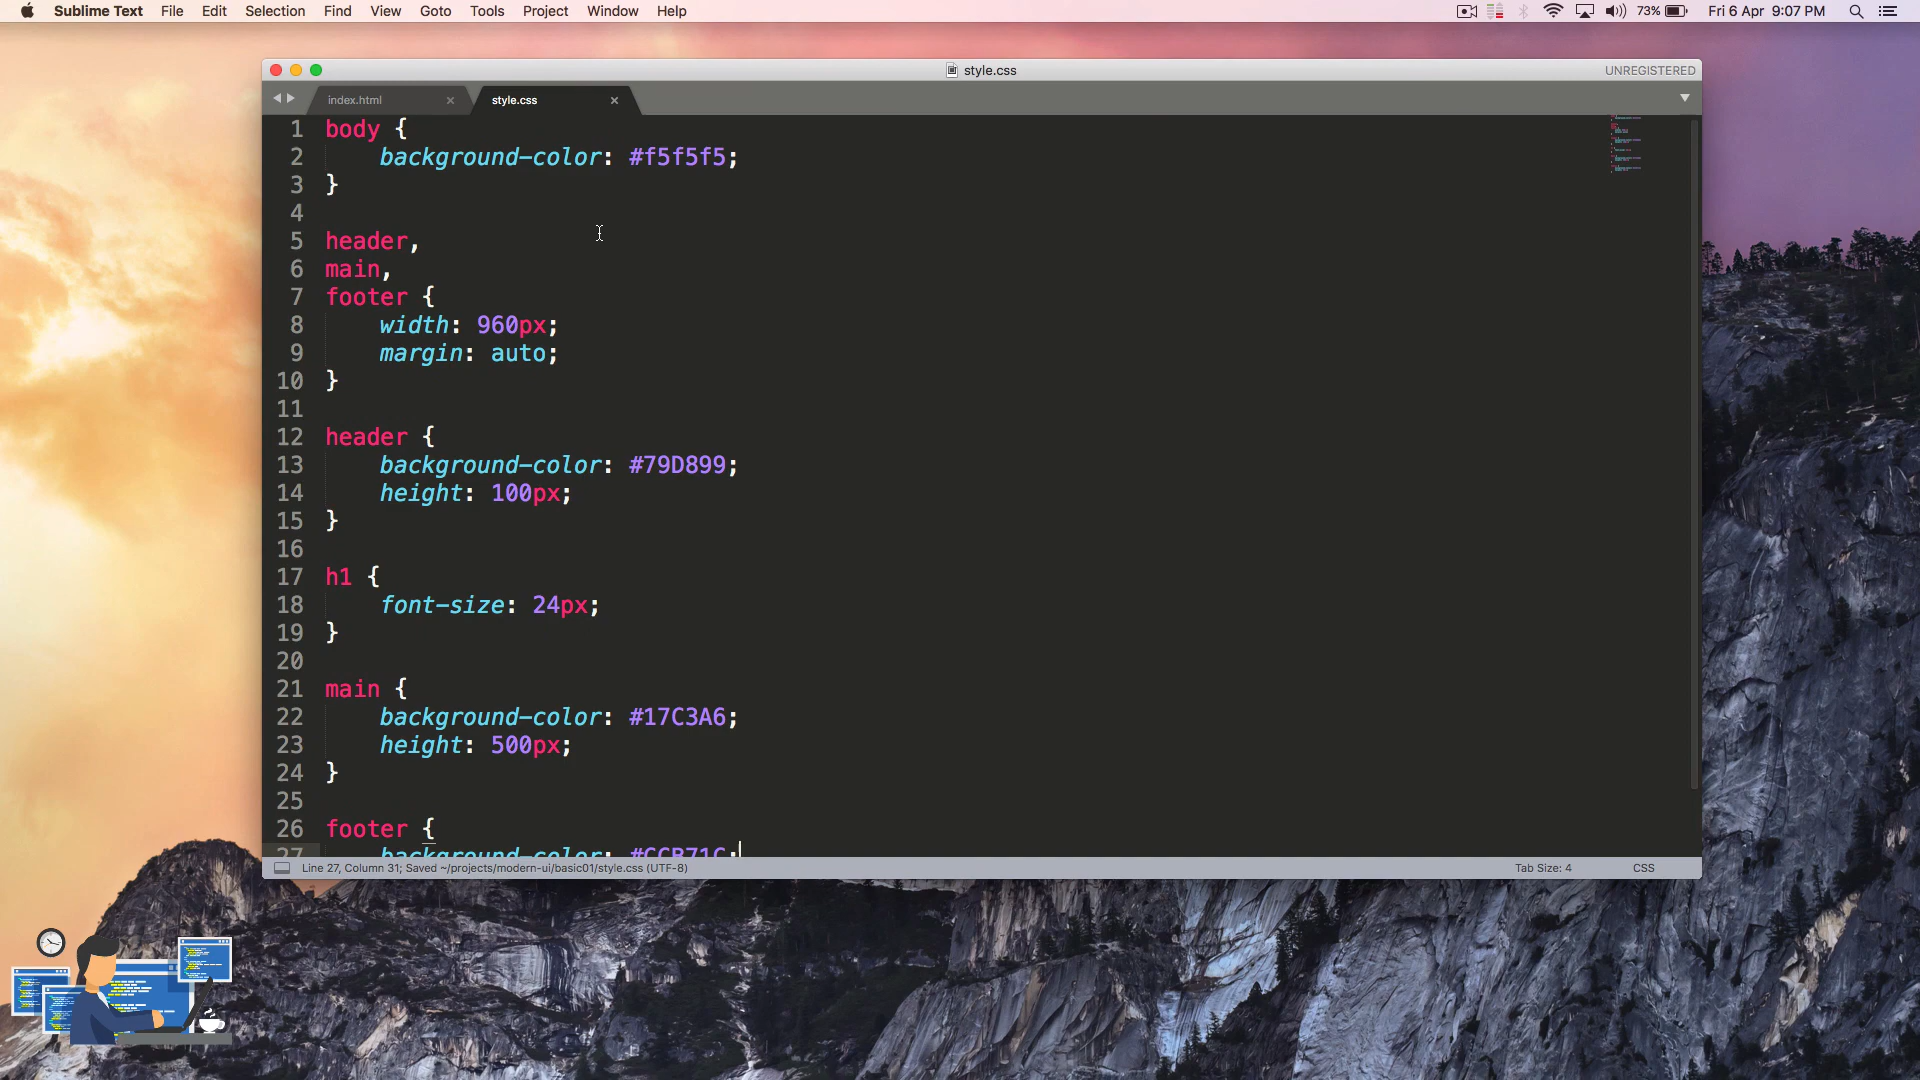 Sublime Text File Edit Selection Find View Goto Tools Project Window Help 73% Fri 6 Apr 9:07 PM
style.css UNREGISTERED
index.html style.css
1 body {
2 background-color: #f5f5f5;
3 }
4
5 header,
6 main,
7 footer {
8 width: 960px;
9 margin: auto;
10 }
11
12 header {
13 background-color: #79D899;
14 height: 100px;
15 }
16
17 h1 {
18 font-size: 24px;
19 }
20
21 main {
22 background-color: #17C3A6;
23 height: 500px;
24 }
25
26 footer {
27 background-color: #CCB71C;
Line 27, Column 31; Saved ~/projects/modern-ui/basic01/style.css (UTF-8) Tab Size: 4 CSS